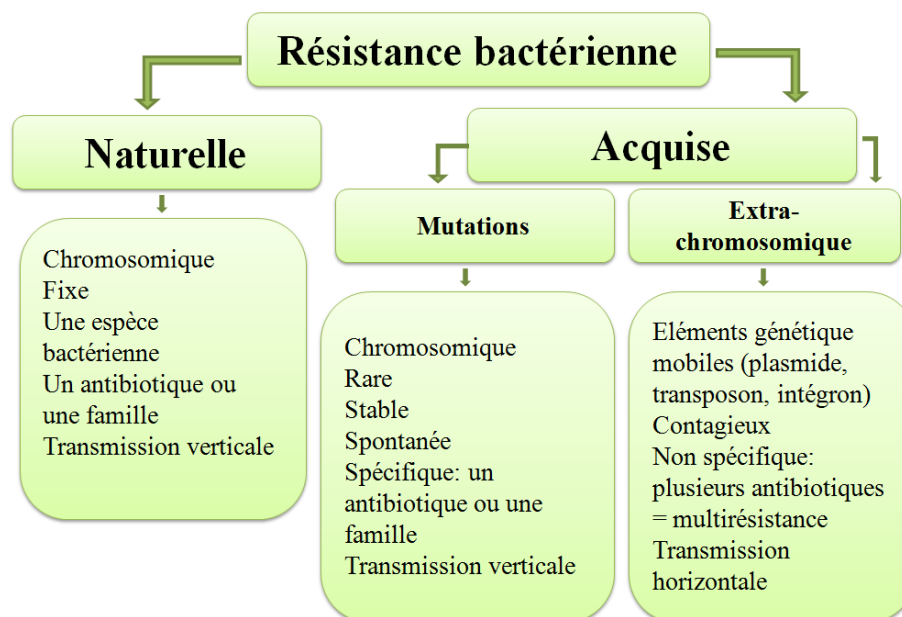 Résistance bactérienne
Naturelle
Chromosomique
Fixe
Une espèce
bactérienne
Un antibiotique ou
une famille
Transmission verticale
Acquise
Mutations
Chromosomique
Rare
Stable
Spontanée
Spécifique: un
antibiotique ou une
famille
Transmission verticale
Extra-
chromosomique
Eléments génétique
mobiles (plasmide,
transposon, intégron)
Contagieux
Non spécifique:
plusieurs antibiotiques
= multirésistance
Transmission
horizontale